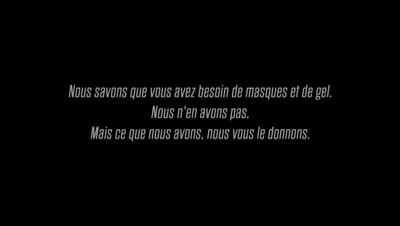 Nous savons que vous avez besoin de masques et de gel.
Nous n'en avons pas.
Mais ce que nous avons, nous vous le donnons.